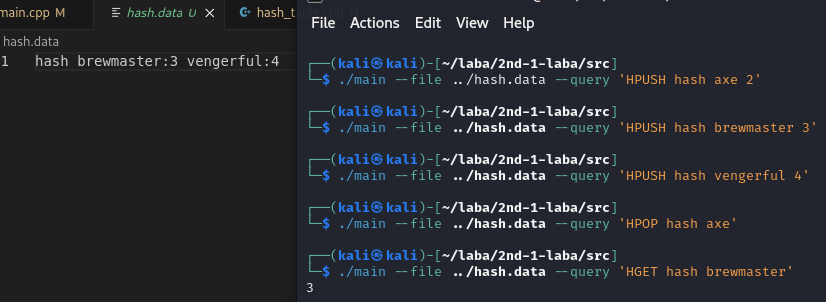 main.cpp M
hash.data U
hash_table.cpp M
hash.data
1 hash brewmaster:3 vengerful:4
File Actions Edit View Help
┌──(kali㉿kali)-[~/laba/2nd-1-laba/src]
└─$ ./main --file ../hash.data --query 'HPUSH hash axe 2'
┌──(kali㉿kali)-[~/laba/2nd-1-laba/src]
└─$ ./main --file ../hash.data --query 'HPUSH hash brewmaster 3'
┌──(kali㉿kali)-[~/laba/2nd-1-laba/src]
└─$ ./main --file ../hash.data --query 'HPUSH hash vengerful 4'
┌──(kali㉿kali)-[~/laba/2nd-1-laba/src]
└─$ ./main --file ../hash.data --query 'HPOP hash axe'
┌──(kali㉿kali)-[~/laba/2nd-1-laba/src]
└─$ ./main --file ../hash.data --query 'HGET hash brewmaster'
3